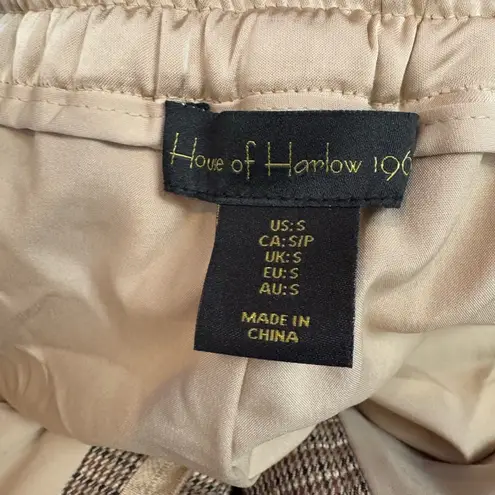 House of Harlow 196
US: S
CA: S/P
UK: S
EU: S
AU: S
MADE IN
CHINA